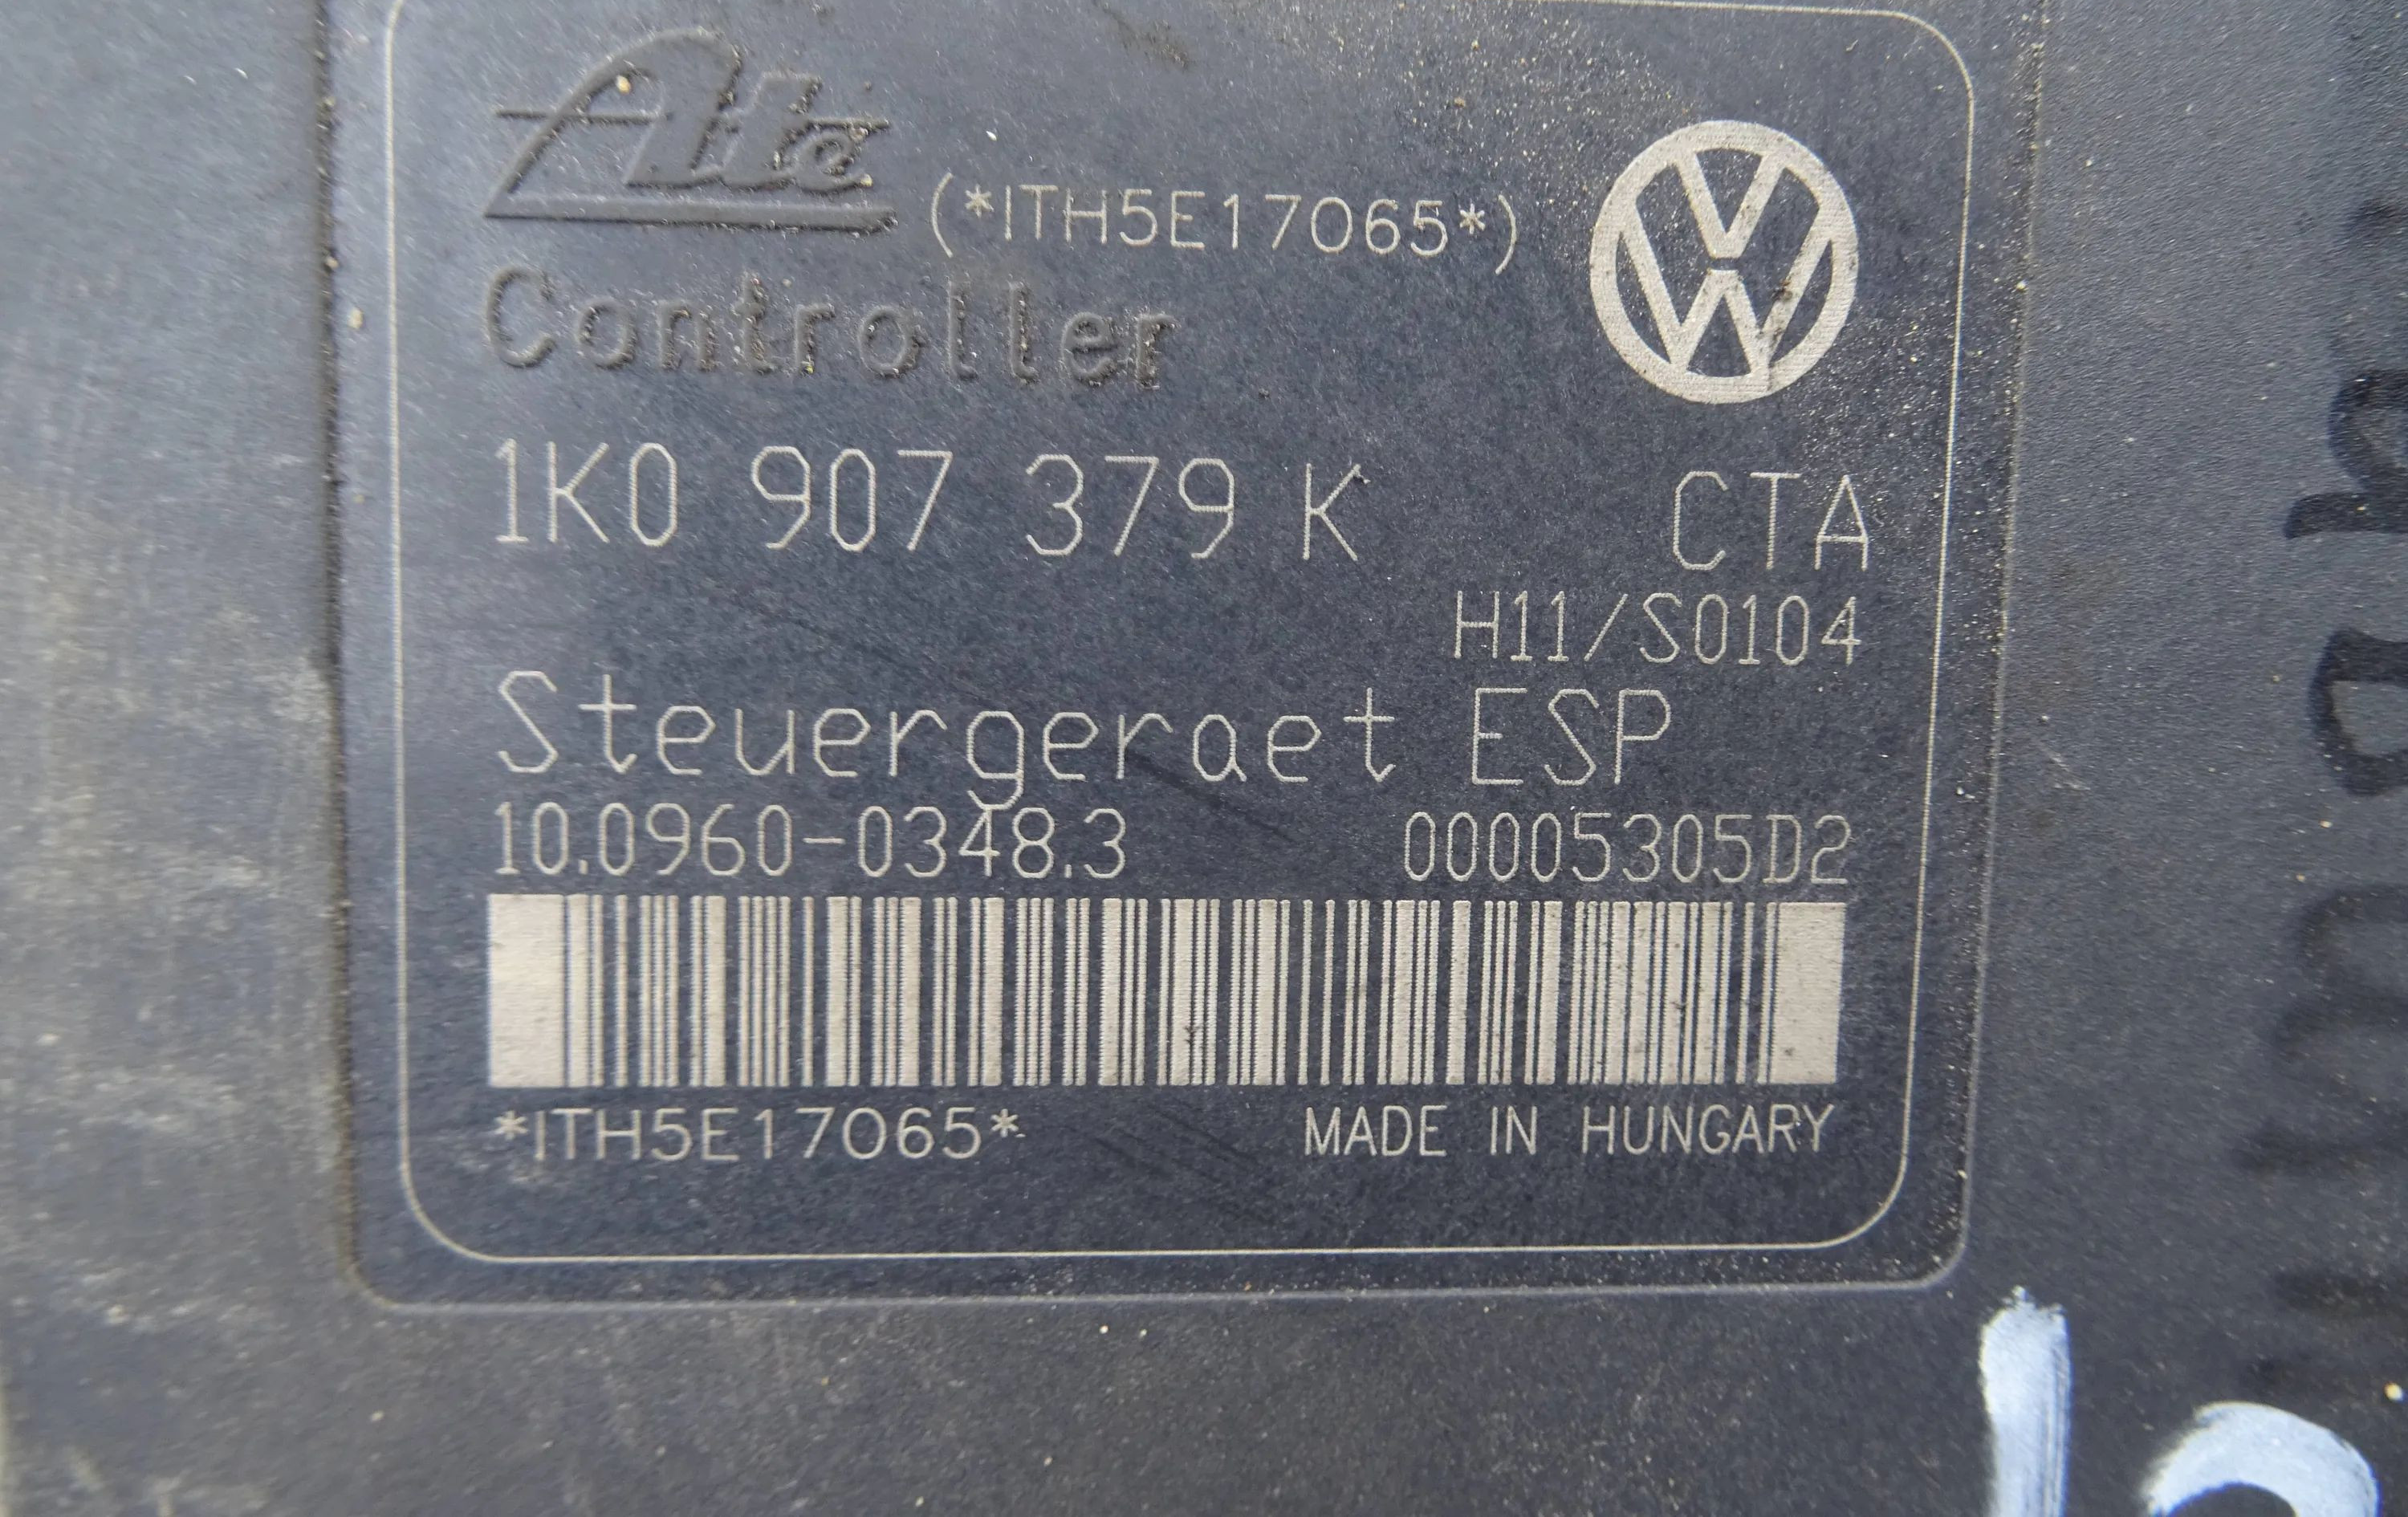 Ate
(*ITH5E17065*)
Controller
1K0 907 379 K CTA
H11/S0104
Steuergeraet ESP
10.0960-0348.3 00005305D2
*ITH5E17065* MADE IN HUNGARY